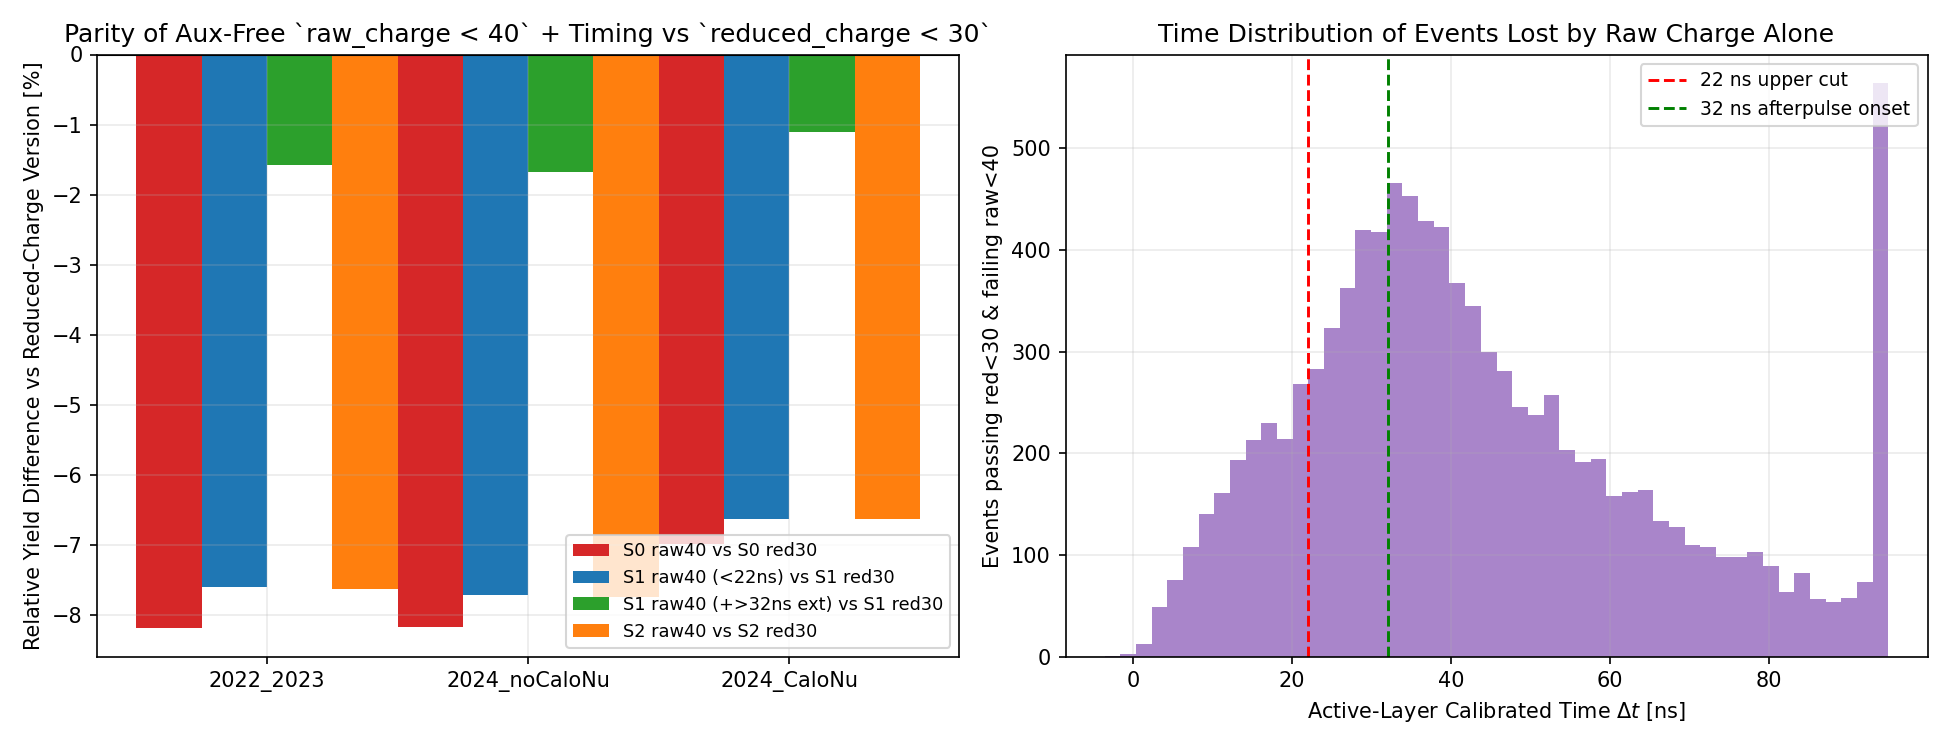 Parity of Aux-Free `raw_charge < 40` + Timing vs `reduced_charge < 30`
Relative Yield Difference vs Reduced-Charge Version [%]
0
−1
−2
−3
−4
−5
−6
−7
−8
2022_2023
2024_noCaloNu
2024_CaloNu
S0 raw40 vs S0 red30
S1 raw40 (<22ns) vs S1 red30
S1 raw40 (+>32ns ext) vs S1 red30
S2 raw40 vs S2 red30
Time Distribution of Events Lost by Raw Charge Alone
Events passing red<30 & failing raw<40
500
400
300
200
100
0
0
20
40
60
80
Active-Layer Calibrated Time Δt [ns]
22 ns upper cut
32 ns afterpulse onset